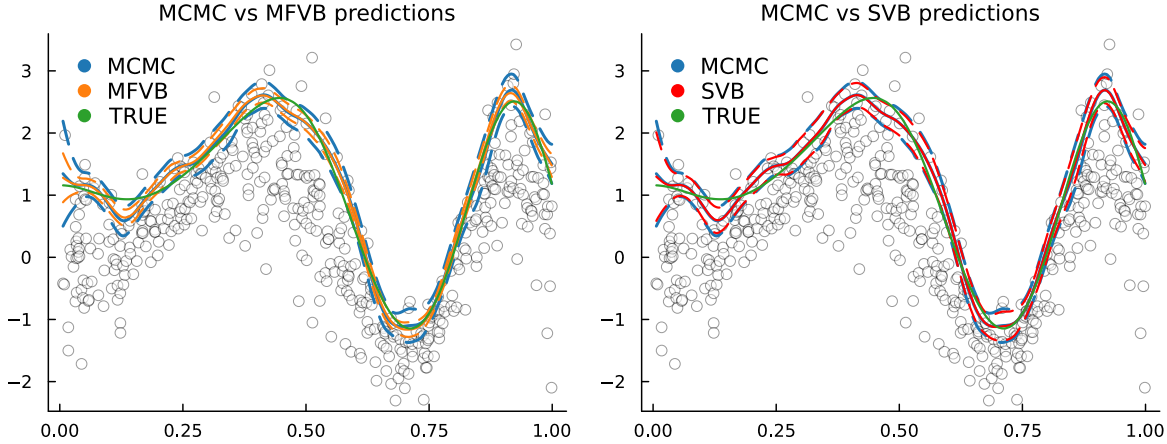 MCMC vs MFVB predictions
MCMC
MFVB
TRUE
3
2
1
0
−1
−2
0.00
0.25
0.50
0.75
1.00
MCMC vs SVB predictions
MCMC
SVB
TRUE
3
2
1
0
−1
−2
0.00
0.25
0.50
0.75
1.00